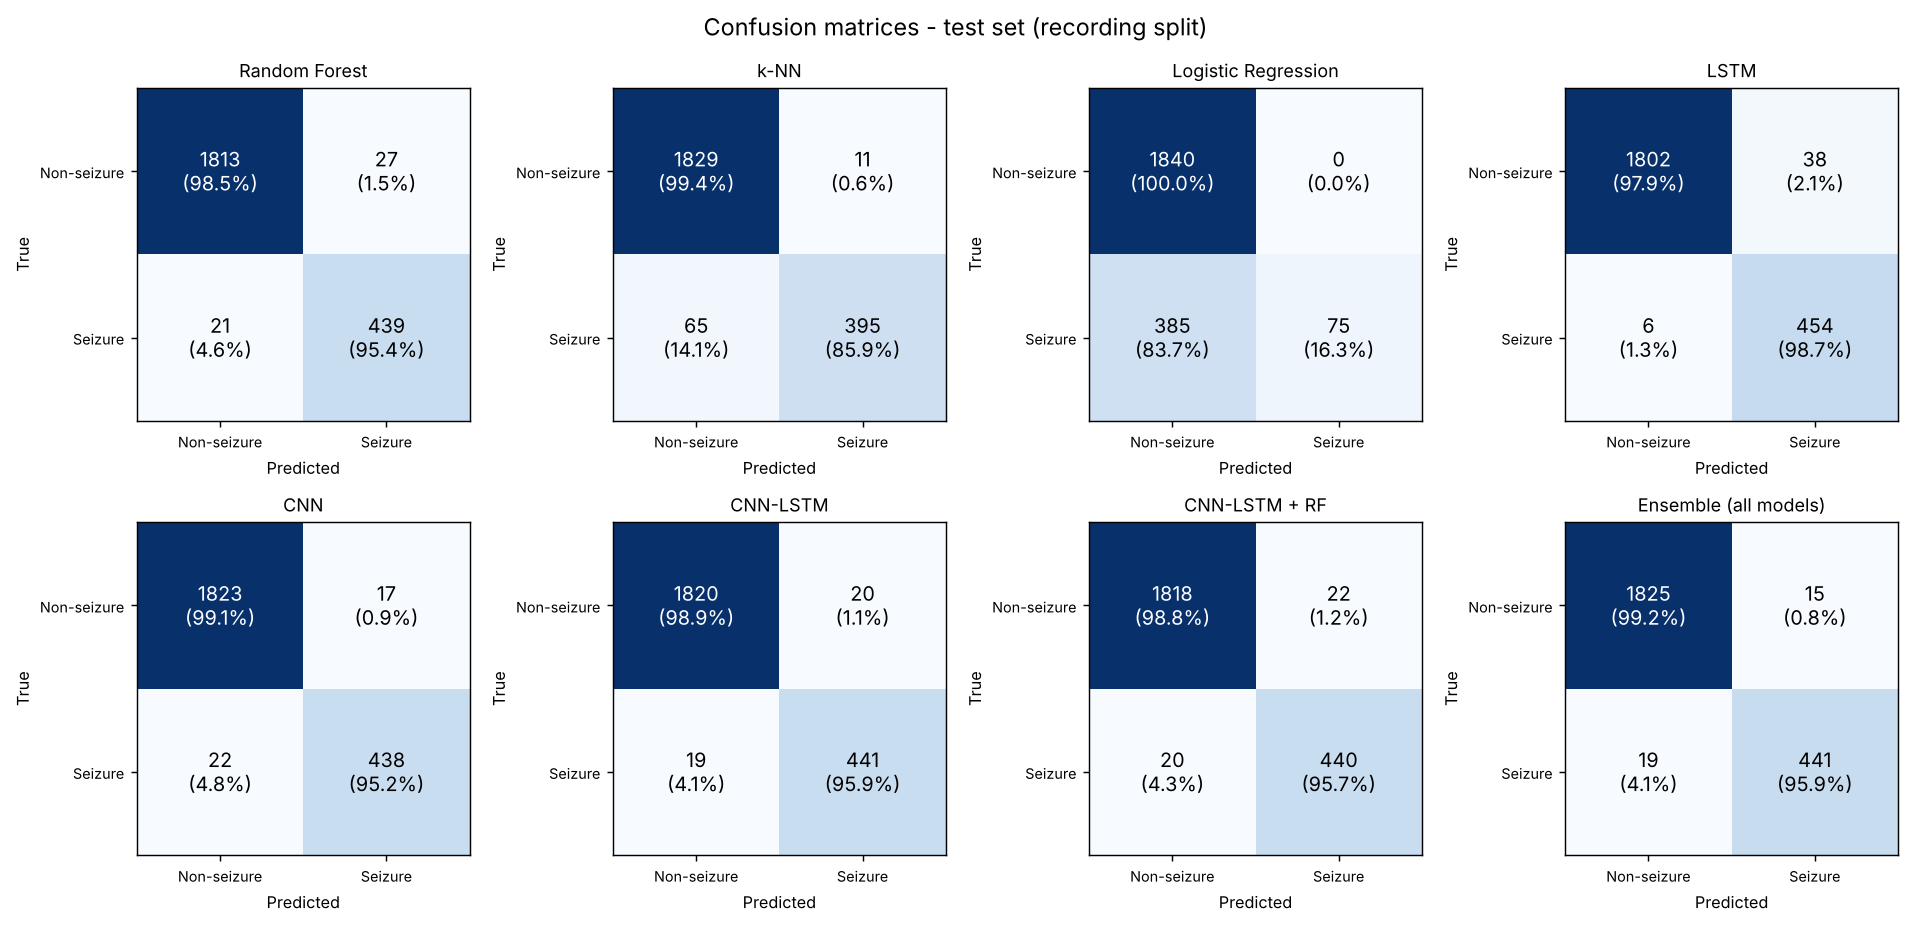 Confusion matrices - test set (recording split)
Random Forest
True
Non-seizure
1813
(98.5%)
27
(1.5%)
Seizure
21
(4.6%)
439
(95.4%)
Non-seizure
Seizure
Predicted
k-NN
True
Non-seizure
1829
(99.4%)
11
(0.6%)
Seizure
65
(14.1%)
395
(85.9%)
Non-seizure
Seizure
Predicted
Logistic Regression
True
Non-seizure
1840
(100.0%)
0
(0.0%)
Seizure
385
(83.7%)
75
(16.3%)
Non-seizure
Seizure
Predicted
LSTM
True
Non-seizure
1802
(97.9%)
38
(2.1%)
Seizure
6
(1.3%)
454
(98.7%)
Non-seizure
Seizure
Predicted
CNN
True
Non-seizure
1823
(99.1%)
17
(0.9%)
Seizure
22
(4.8%)
438
(95.2%)
Non-seizure
Seizure
Predicted
CNN-LSTM
True
Non-seizure
1820
(98.9%)
20
(1.1%)
Seizure
19
(4.1%)
441
(95.9%)
Non-seizure
Seizure
Predicted
CNN-LSTM + RF
True
Non-seizure
1818
(98.8%)
22
(1.2%)
Seizure
20
(4.3%)
440
(95.7%)
Non-seizure
Seizure
Predicted
Ensemble (all models)
True
Non-seizure
1825
(99.2%)
15
(0.8%)
Seizure
19
(4.1%)
441
(95.9%)
Non-seizure
Seizure
Predicted